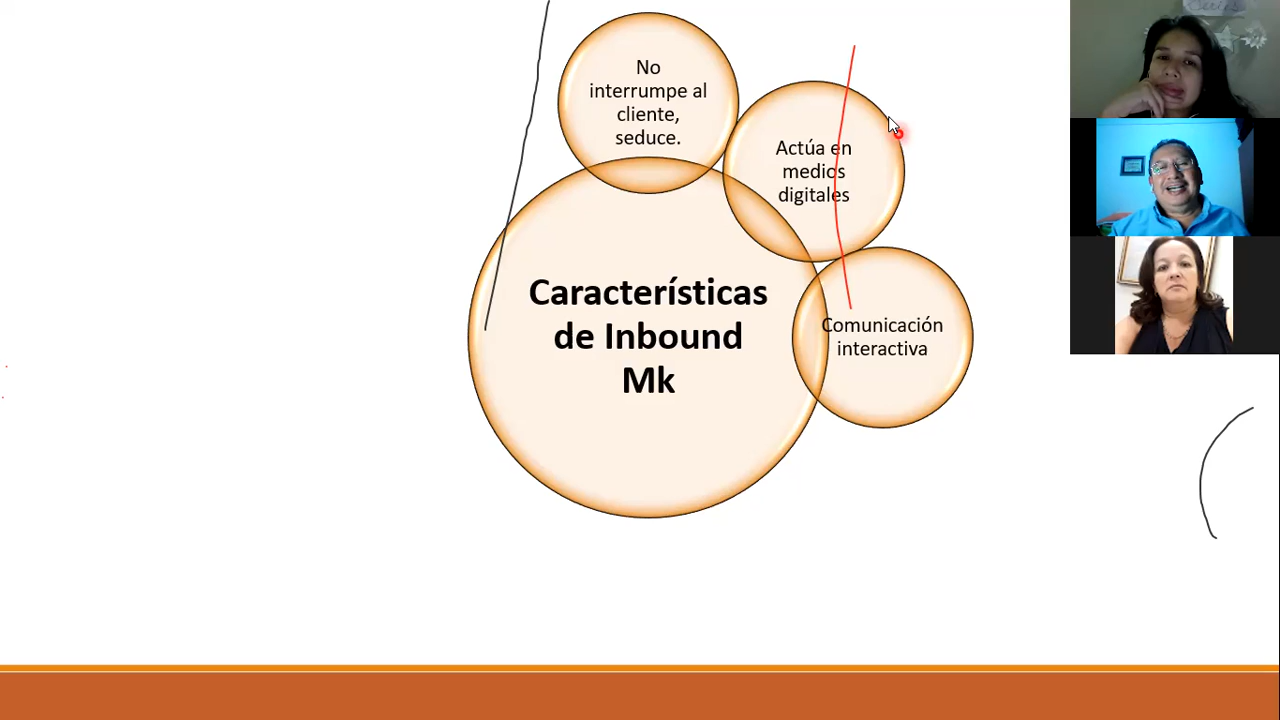 No
interrumpe al
cliente,
seduce.
Actúa en
medios
digitales
Comunicación
interactiva
Características
de Inbound
Mk